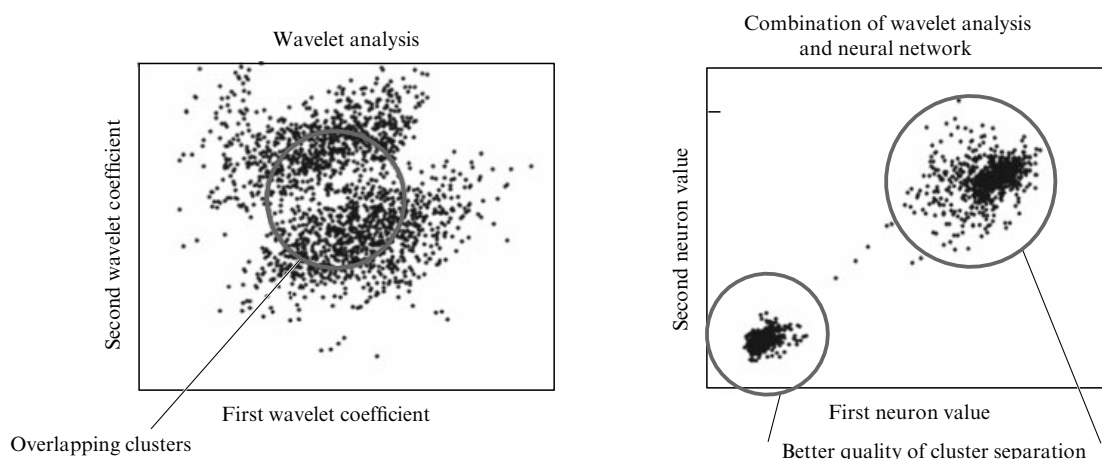 Wavelet analysis
Second wavelet coefficient
First wavelet coefficient
Overlapping clusters
Combination of wavelet analysis
and neural network
Second neuron value
First neuron value
Better quality of cluster separation